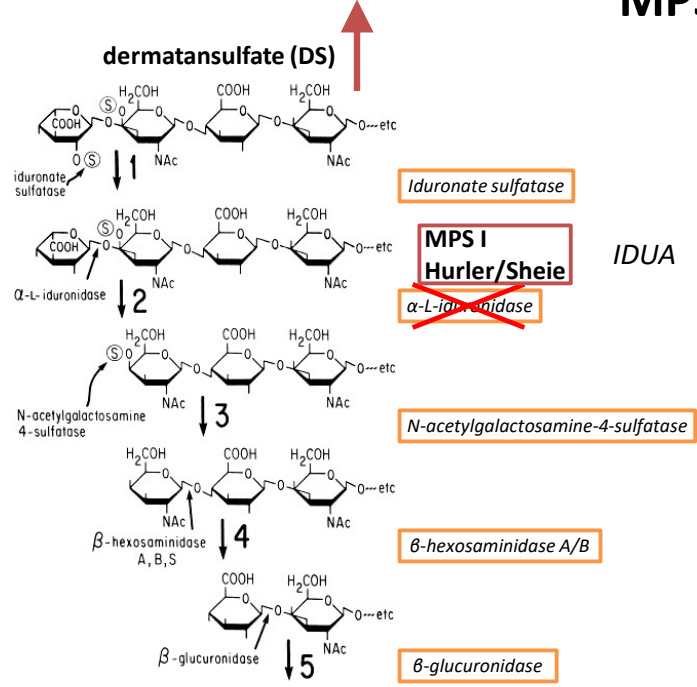 MPS
dermatansulfate (DS)
H₂COH
COOH
H₂COH
S
O
O
COOH
O
O
O
O
O
O
O---etc
O S
NAc
NAc
iduronate
sulfatase
1
Iduronate sulfatase
H₂COH
COOH
H₂COH
S
O
O
COOH
O
O
O
O
O
O
O---etc
NAc
NAc
MPS I
Hurler/Sheie
IDUA
α-L-iduronidase
2
α-L-iduronidase
H₂COH
COOH
H₂COH
S O
O
O
O
O
O
O---etc
NAc
NAc
N-acetylgalactosamine
4-sulfatase
3
N-acetylgalactosamine-4-sulfatase
H₂COH
COOH
H₂COH
O
O
O
O
O
O---etc
NAc
NAc
β-hexosaminidase
A, B, S
4
β-hexosaminidase A/B
COOH
H₂COH
O
O
O
O---etc
NAc
β-glucuronidase
5
β-glucuronidase